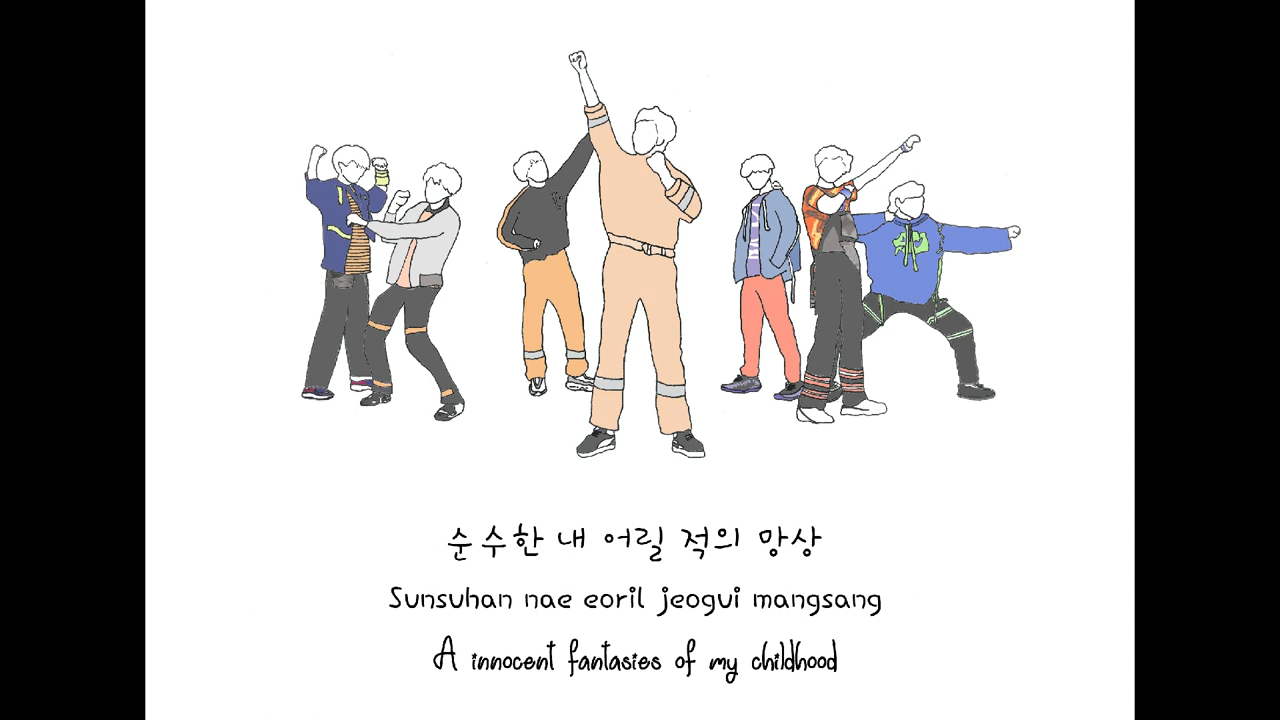 순수한 내 어릴 적의 망상
Sunsuhan nae eoril jeogui mangsang
A innocent fantasies of my childhood